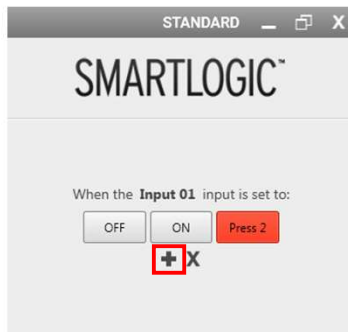 STANDARD
SMARTLOGIC™
When the Input 01 input is set to:
OFF ON Press 2
+ X